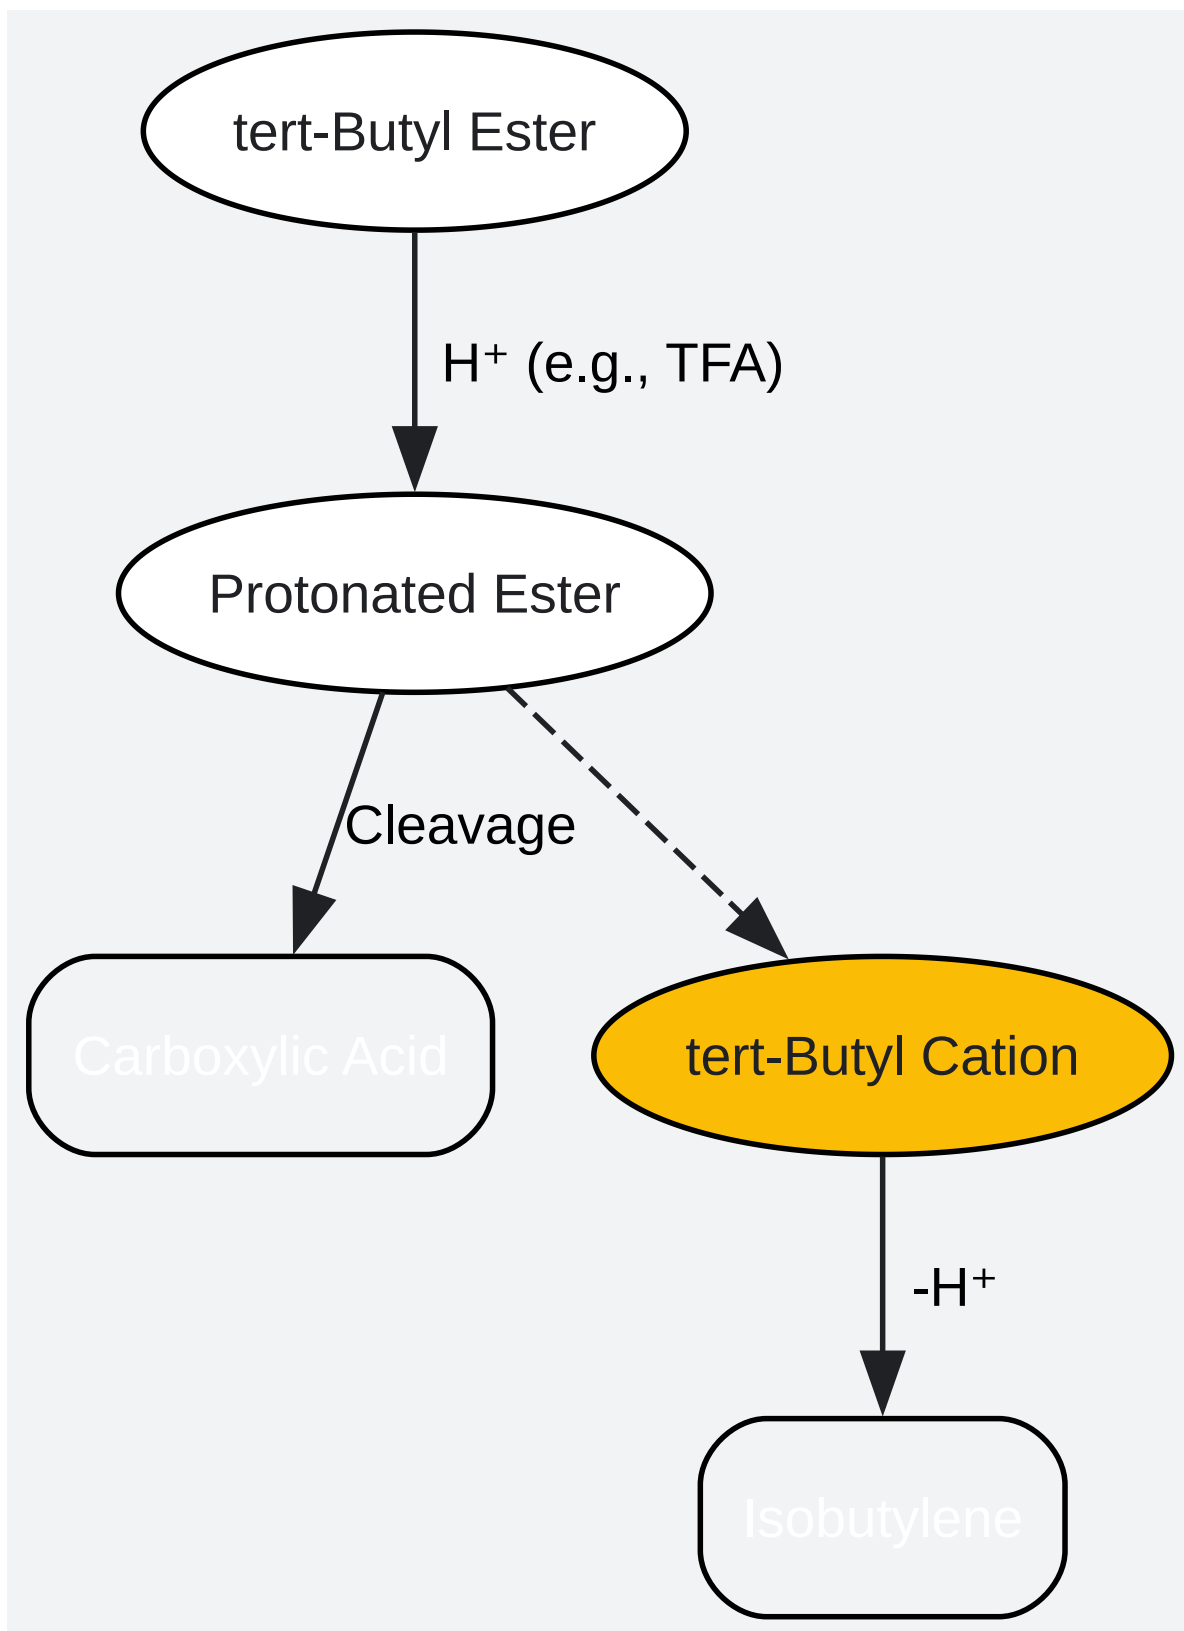 tert-Butyl Ester
H⁺ (e.g., TFA)
Protonated Ester
Cleavage
Carboxylic Acid
tert-Butyl Cation
-H⁺
Isobutylene